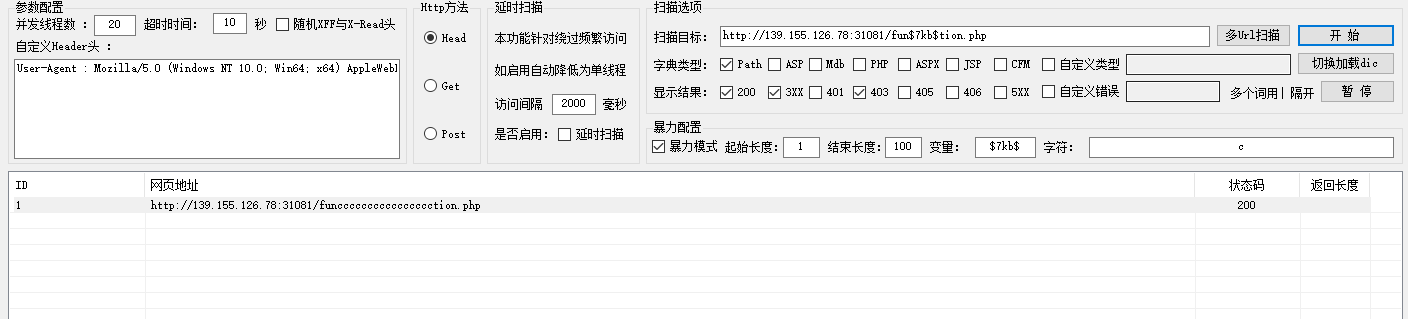 参数配置
并发线程数 : 20 超时时间: 10 秒 随机XFF与X-Read头
自定义Header头 :
User-Agent : Mozilla/5.0 (Windows NT 10.0; Win64; x64) AppleWebK
Http方法
Head
Get
Post
延时扫描
本功能针对绕过频繁访问
如启用自动降低为单线程
访问间隔 2000 毫秒
是否启用: 延时扫描
扫描选项
扫描目标: http://139.155.126.78:31081/fun$7kb$tion.php 多Url扫描 开 始
字典类型: Path ASP Mdb PHP ASPX JSP CFM 自定义类型 切换加载dic
显示结果: 200 3XX 401 403 405 406 5XX 自定义错误 多个词用| 隔开 暂 停
暴力配置
暴力模式 起始长度: 1 结束长度: 100 变量: $7kb$ 字符: c
ID 网页地址 状态码 返回长度
1 http://139.155.126.78:31081/funcccccccccccccccction.php 200